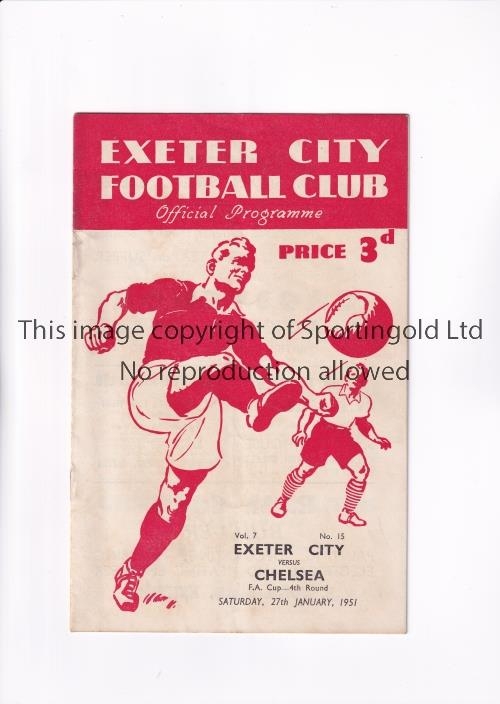 EXETER CITY
FOOTBALL CLUB
Official Programme
PRICE 3d
This image copyright of Sportingold Ltd
No reproduction allowed
Vol. 7 No. 15
EXETER CITY
VERSUS
CHELSEA
F.A. Cup—4th Round
SATURDAY, 27th JANUARY, 1951